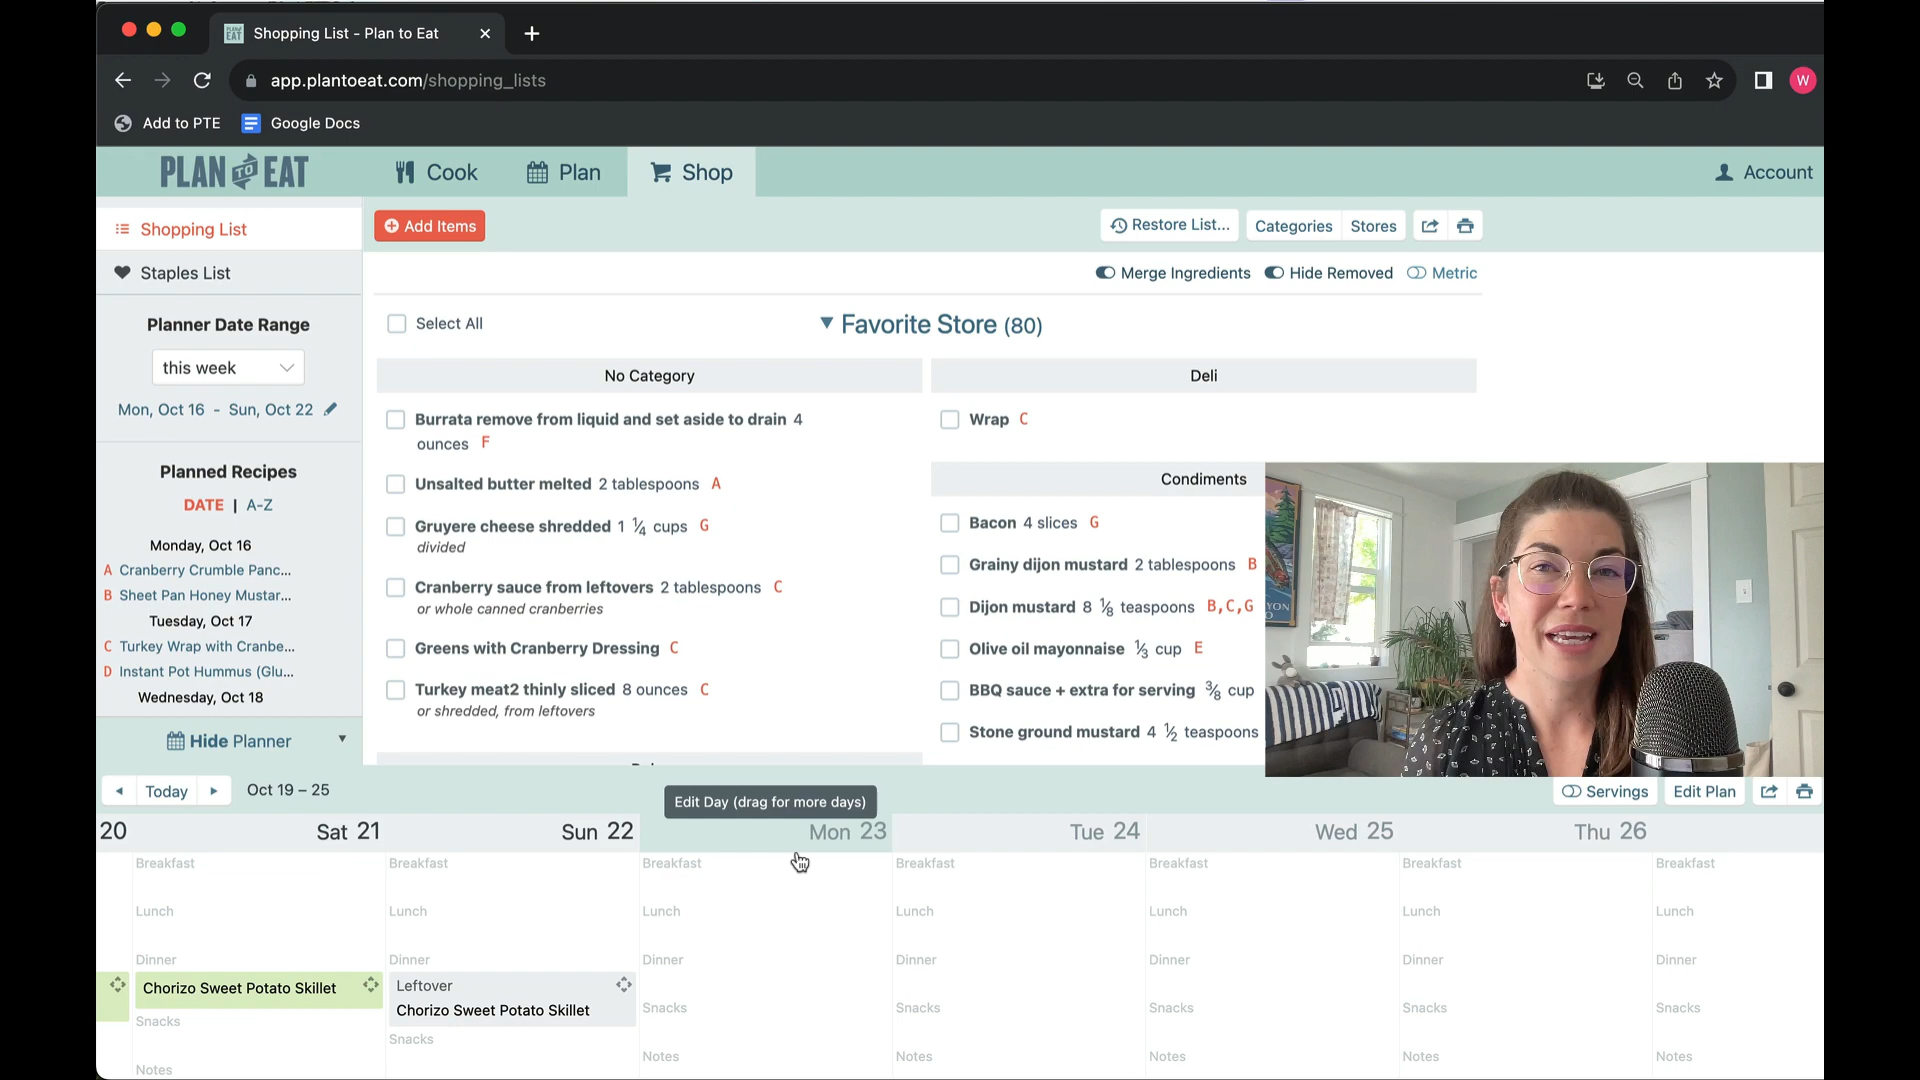 Shopping List - Plan to Eat
app.plantoeat.com/shopping_lists
W
Add to PTE
Google Docs
PLAN TO EAT
Cook
Plan
Shop
Account
Shopping List
Staples List
Planner Date Range
this week
Mon, Oct 16 - Sun, Oct 22
Planned Recipes
DATE | A-Z
Monday, Oct 16
A Cranberry Crumble Panc...
B Sheet Pan Honey Mustar...
Tuesday, Oct 17
C Turkey Wrap with Cranbe...
D Instant Pot Hummus (Glu...
Wednesday, Oct 18
Hide Planner
Add Items
Restore List...
Categories
Stores
Merge Ingredients
Hide Removed
Metric
Select All
Favorite Store (80)
No Category
Burrata remove from liquid and set aside to drain 4
ounces F
Unsalted butter melted 2 tablespoons A
Gruyere cheese shredded 1 1/4 cups G
divided
Cranberry sauce from leftovers 2 tablespoons C
or whole canned cranberries
Greens with Cranberry Dressing C
Turkey meat2 thinly sliced 8 ounces C
or shredded, from leftovers
Deli
Wrap C
Condiments
Bacon 4 slices G
Grainy dijon mustard 2 tablespoons B
Dijon mustard 8 1/8 teaspoons B,C,G
Olive oil mayonnaise 1/3 cup E
BBQ sauce + extra for serving 3/8 cup
Stone ground mustard 4 1/2 teaspoons
YON
Today
Oct 19 – 25
Edit Day (drag for more days)
Servings
Edit Plan
20
Sat 21
Sun 22
Mon 23
Tue 24
Wed 25
Thu 26
Breakfast
Breakfast
Breakfast
Breakfast
Breakfast
Breakfast
Breakfast
Lunch
Lunch
Lunch
Lunch
Lunch
Lunch
Lunch
Dinner
Dinner
Dinner
Dinner
Dinner
Dinner
Dinner
Chorizo Sweet Potato Skillet
Leftover
Chorizo Sweet Potato Skillet
Snacks
Snacks
Snacks
Snacks
Snacks
Snacks
Snacks
Notes
Notes
Notes
Notes
Notes
Notes